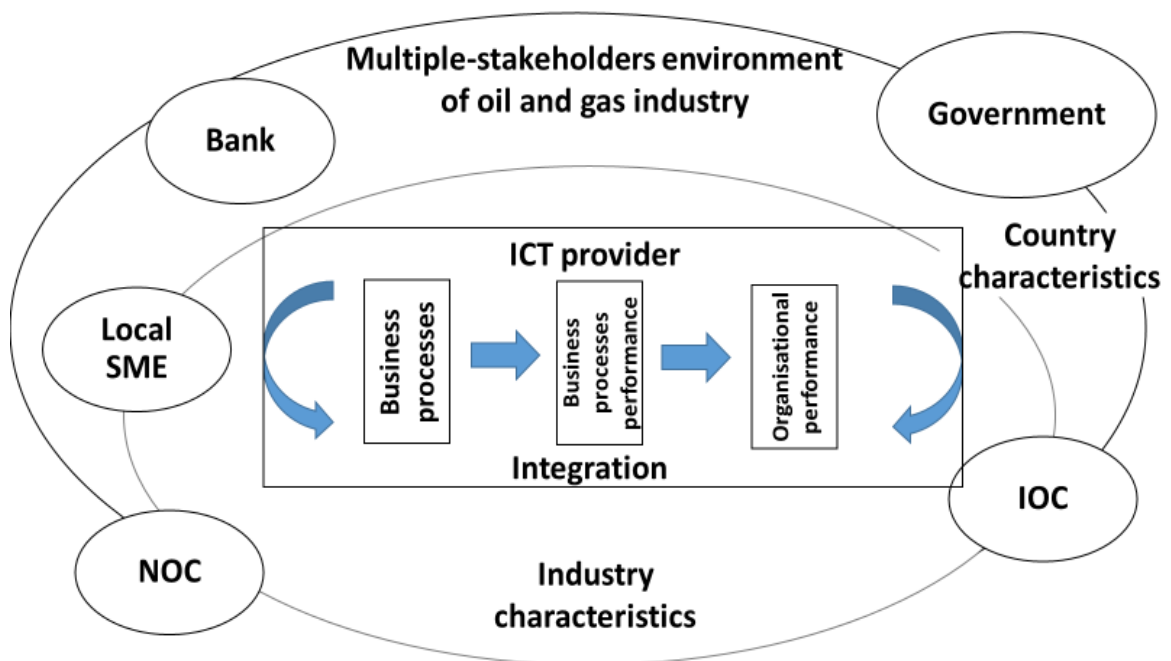 Multiple-stakeholders environment
of oil and gas industry
Government
Bank
Country
characteristics
ICT provider
Local
SME
Business
processes
Business
processes
performance
Organisational
performance
Integration
IOC
NOC
Industry
characteristics